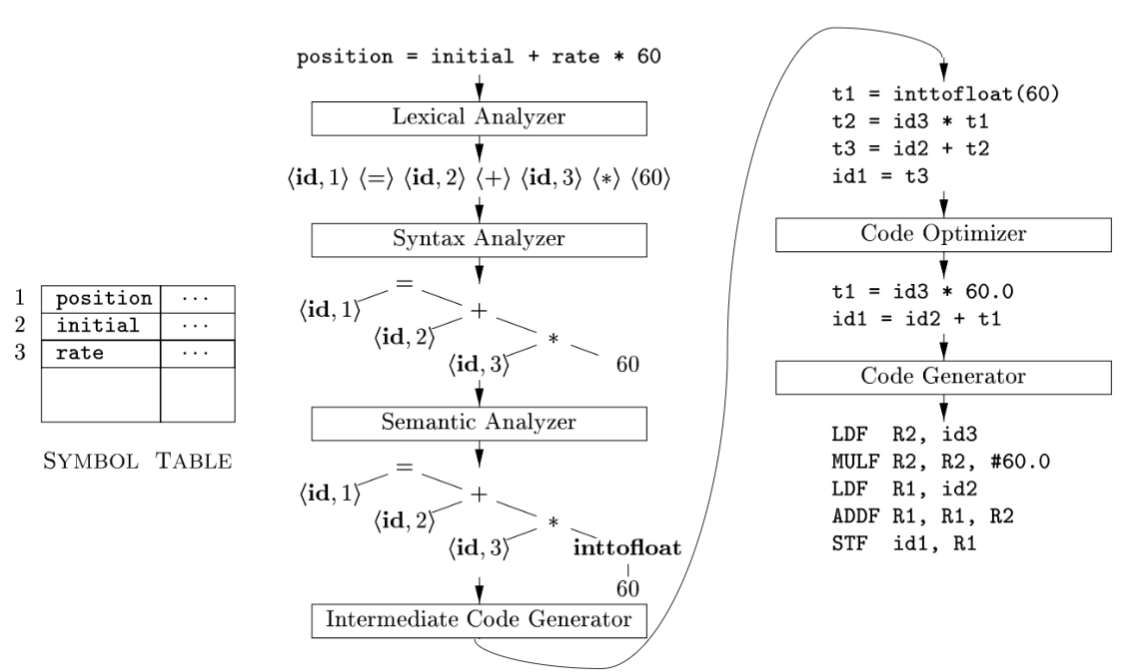 position = initial + rate * 60
Lexical Analyzer
⟨id, 1⟩ ⟨=⟩ ⟨id, 2⟩ ⟨+⟩ ⟨id, 3⟩ ⟨*⟩ ⟨60⟩
Syntax Analyzer
=
⟨id, 1⟩ +
⟨id, 2⟩ *
⟨id, 3⟩ 60
Semantic Analyzer
=
⟨id, 1⟩ +
⟨id, 2⟩ *
⟨id, 3⟩ inttofloat
60
Intermediate Code Generator
1 position ...
2 initial ...
3 rate ...
SYMBOL TABLE
t1 = inttofloat(60)
t2 = id3 * t1
t3 = id2 + t2
id1 = t3
Code Optimizer
t1 = id3 * 60.0
id1 = id2 + t1
Code Generator
LDF R2, id3
MULF R2, R2, #60.0
LDF R1, id2
ADDF R1, R1, R2
STF id1, R1